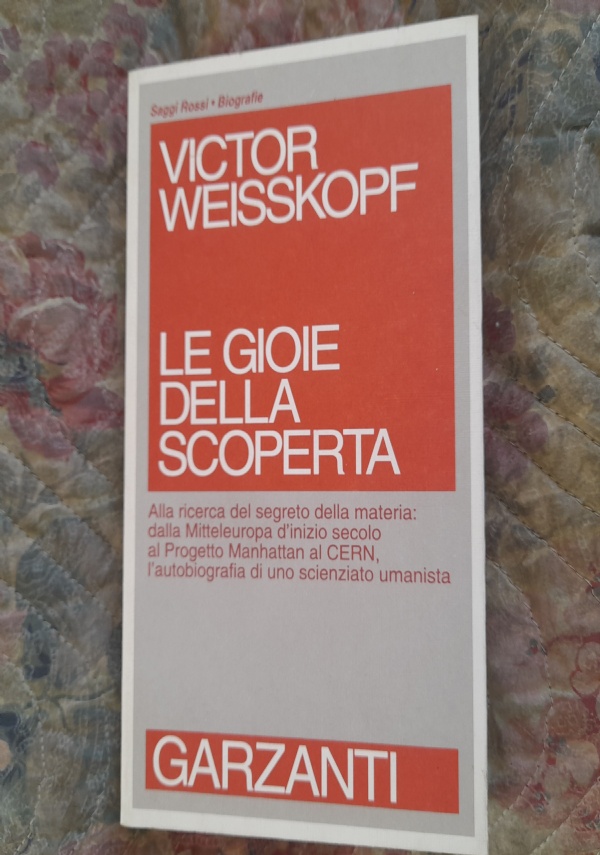 Saggi Rossi • Biografie
VICTOR
WEISSKOPF
LE GIOIE
DELLA
SCOPERTA
Alla ricerca del segreto della materia:
dalla Mitteleuropa d'inizio secolo
al Progetto Manhattan al CERN,
l'autobiografia di uno scienziato umanista
GARZANTI